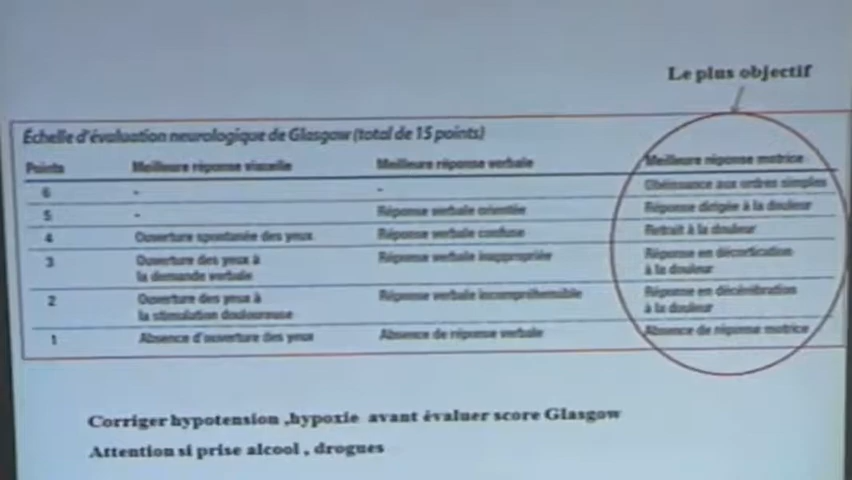 Le plus objectif
Échelle d'évaluation neurologique de Glasgow (total de 15 points)
Points Meilleure réponse visuelle Meilleure réponse verbale Meilleure réponse motrice
6 - - Obéissance aux ordres simples
5 - Réponse verbale orientée Réponse dirigée à la douleur
4 Ouverture spontanée des yeux Réponse verbale confuse Retrait à la douleur
3 Ouverture des yeux à Réponse verbale inappropriée Réponse en décortication
la demande verbale à la douleur
2 Ouverture des yeux à Réponse verbale incompréhensible Réponse en décérébration
la stimulation douloureuse à la douleur
1 Absence d'ouverture des yeux Absence de réponse verbale Absence de réponse motrice
Corriger hypotension ,hypoxie avant évaluer score Glasgow
Attention si prise alcool , drogues